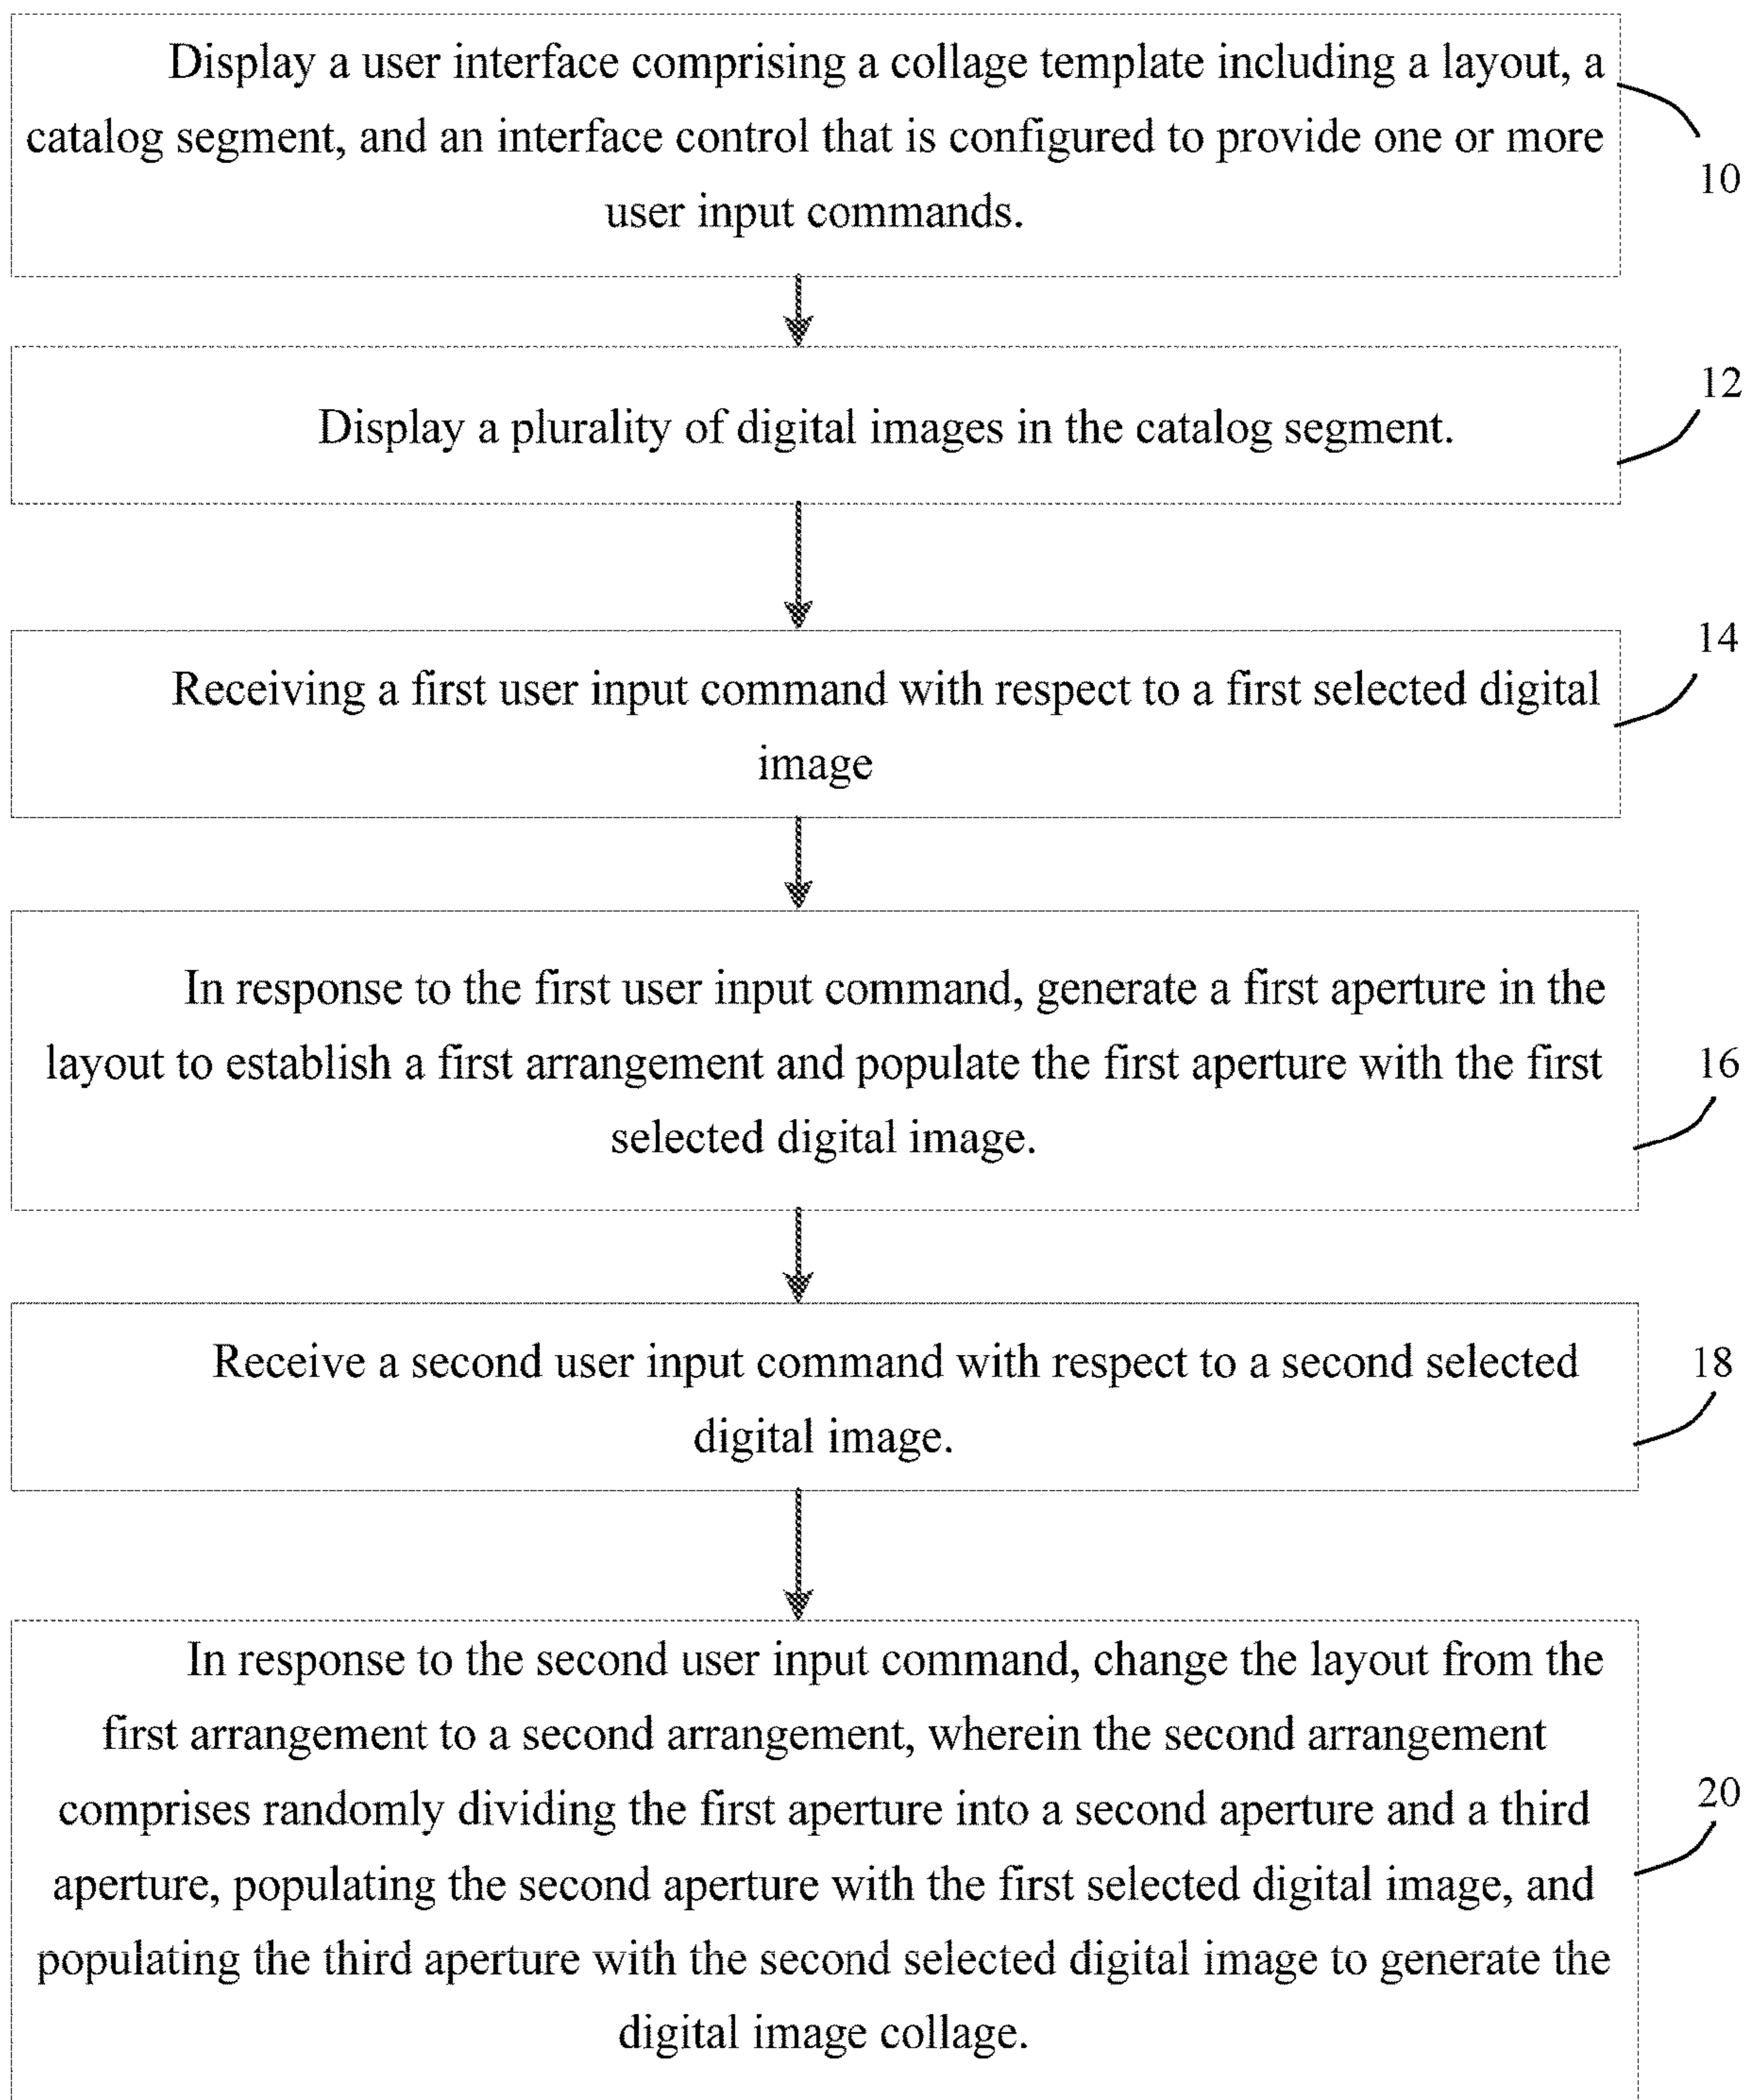 Display a user interface comprising a collage template including a layout, a
catalog segment, and an interface control that is configured to provide one or more
user input commands.
10
12
Display a plurality of digital images in the catalog segment.
14
Receiving a first user input command with respect to a first selected digital
image
In response to the first user input command, generate a first aperture in the
layout to establish a first arrangement and populate the first aperture with the first
selected digital image.
16
Receive a second user input command with respect to a second selected
digital image.
18
In response to the second user input command, change the layout from the
first arrangement to a second arrangement, wherein the second arrangement
comprises randomly dividing the first aperture into a second aperture and a third
aperture, populating the second aperture with the first selected digital image, and
populating the third aperture with the second selected digital image to generate the
digital image collage.
20